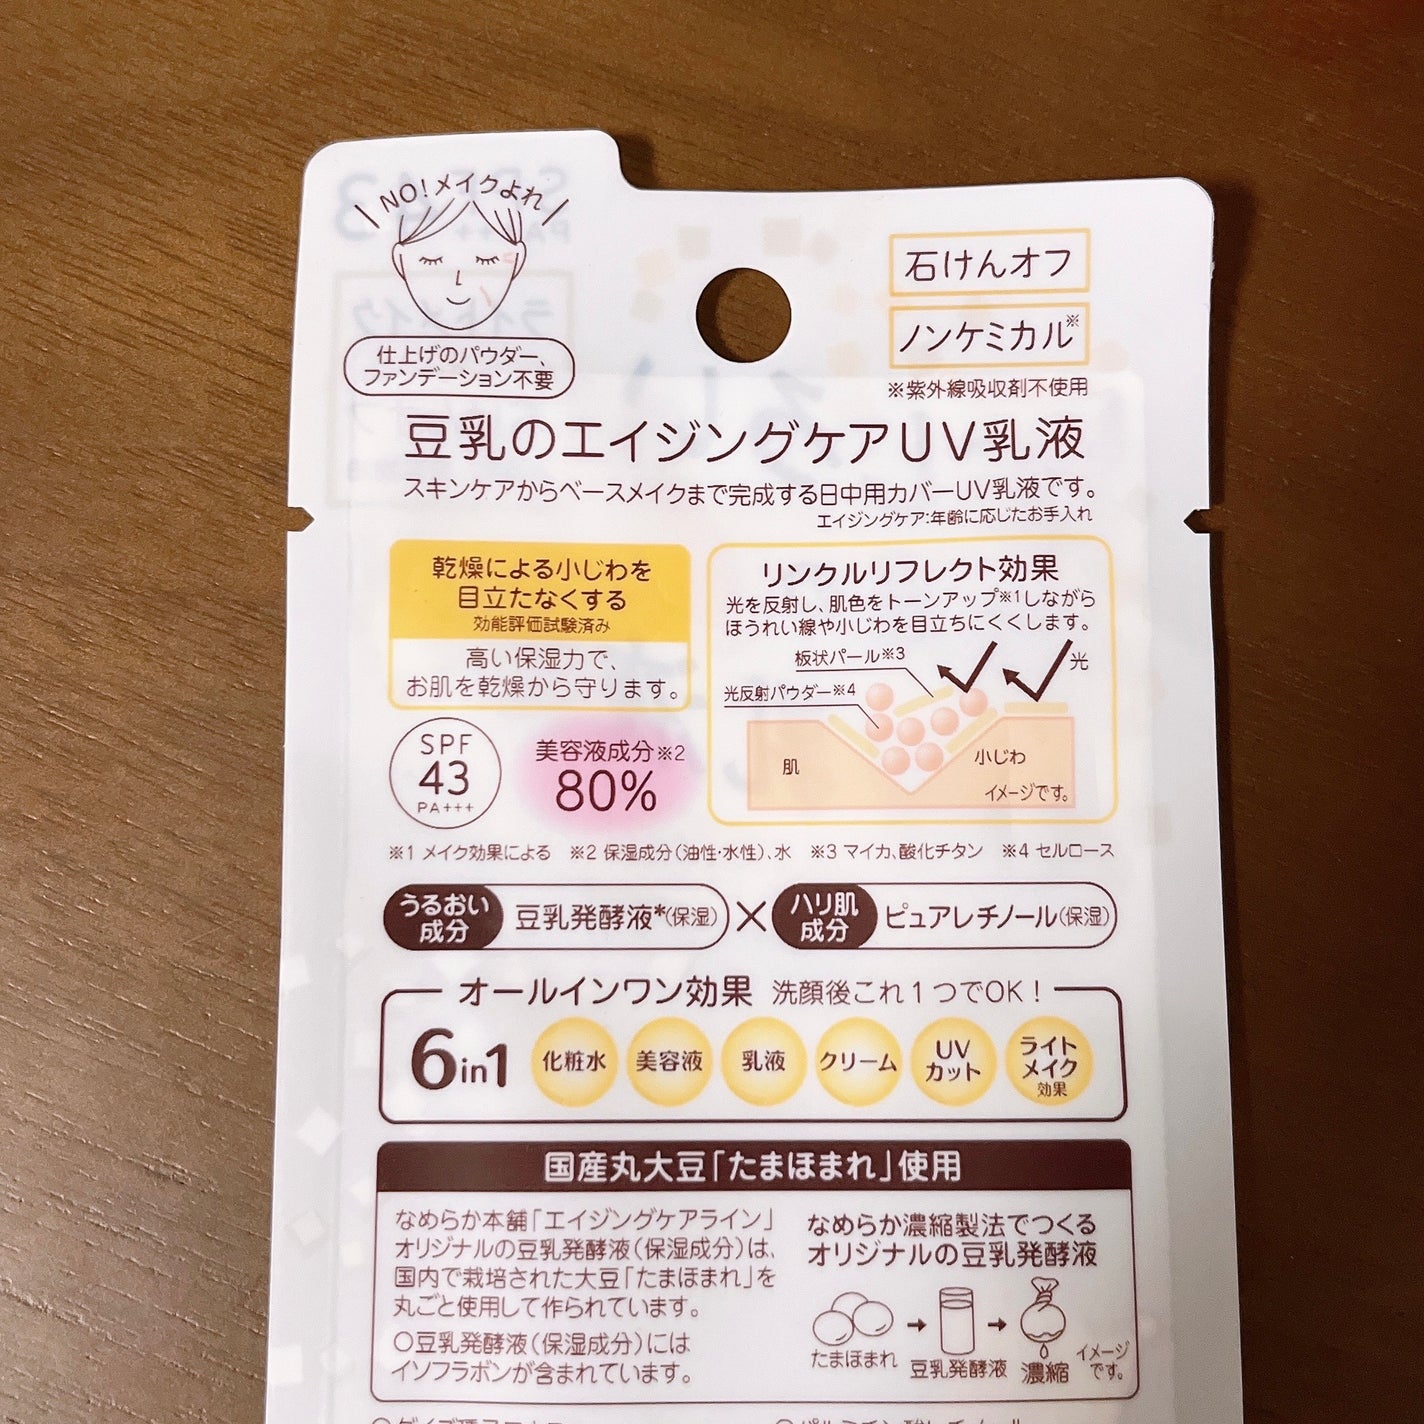 NO!メイクよれ
仕上げのパウダー、
ファンデーション不要
石けんオフ
ノンケミカル※
※紫外線吸収剤不使用
豆乳のエイジングケアUV乳液
スキンケアからベースメイクまで完成する日中用カバーUV乳液です。
エイジングケア:年齢に応じたお手入れ
乾燥による小じわを
目立たなくする
効能評価試験済み
高い保湿力で、
お肌を乾燥から守ります。
SPF
43
PA+++
美容液成分※2
80%
リンクルリフレクト効果
光を反射し、肌色をトーンアップ※1しながら
ほうれい線や小じわを目立ちにくくします。
板状パール※3
光
光反射パウダー※4
肌
小じわ
イメージです。
※1 メイク効果による ※2 保湿成分(油性・水性)、水 ※3 マイカ、酸化チタン ※4 セルロース
うるおい
成分
豆乳発酵液*(保湿)
×
ハリ肌
成分
ピュアレチノール(保湿)
オールインワン効果 洗顔後これ1つでOK!
6in1
化粧水
美容液
乳液
クリーム
UV
カット
ライト
メイク
効果
国産丸大豆「たまほまれ」使用
なめらか本舗「エイジングケアライン」
オリジナルの豆乳発酵液(保湿成分)は、
国内で栽培された大豆「たまほまれ」を
丸ごと使用して作られています。
○豆乳発酵液(保湿成分)には
イソフラボンが含まれています。
なめらか濃縮製法でつくる
オリジナルの豆乳発酵液
たまほまれ
豆乳発酵液
濃縮
イメージ
です。